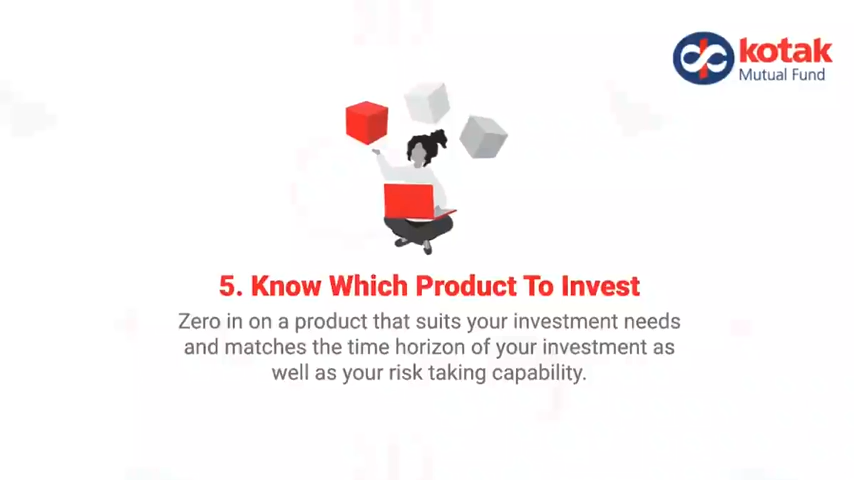 kotak
Mutual Fund
5. Know Which Product To Invest
Zero in on a product that suits your investment needs
and matches the time horizon of your investment as
well as your risk taking capability.